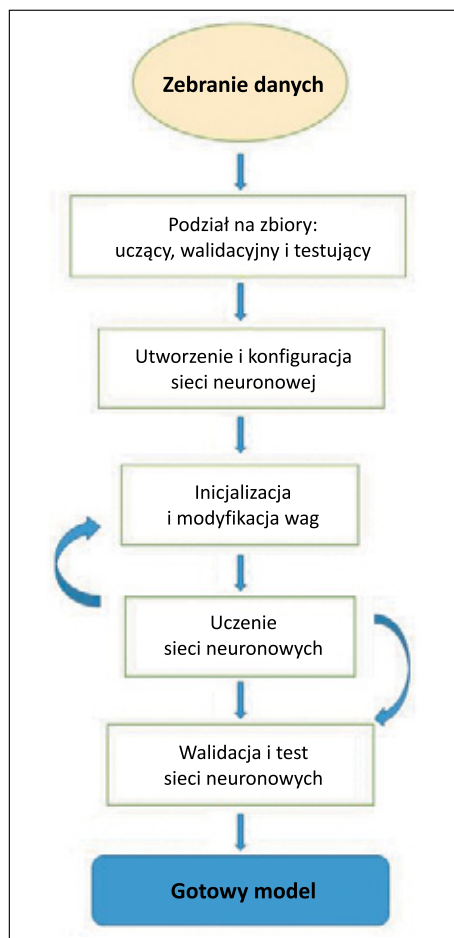 Zebranie danych
Podział na zbiory:
uczący, walidacyjny i testujący
Utworzenie i konfiguracja
sieci neuronowej
Inicjalizacja
i modyfikacja wag
Uczenie
sieci neuronowych
Walidacja i test
sieci neuronowych
Gotowy model